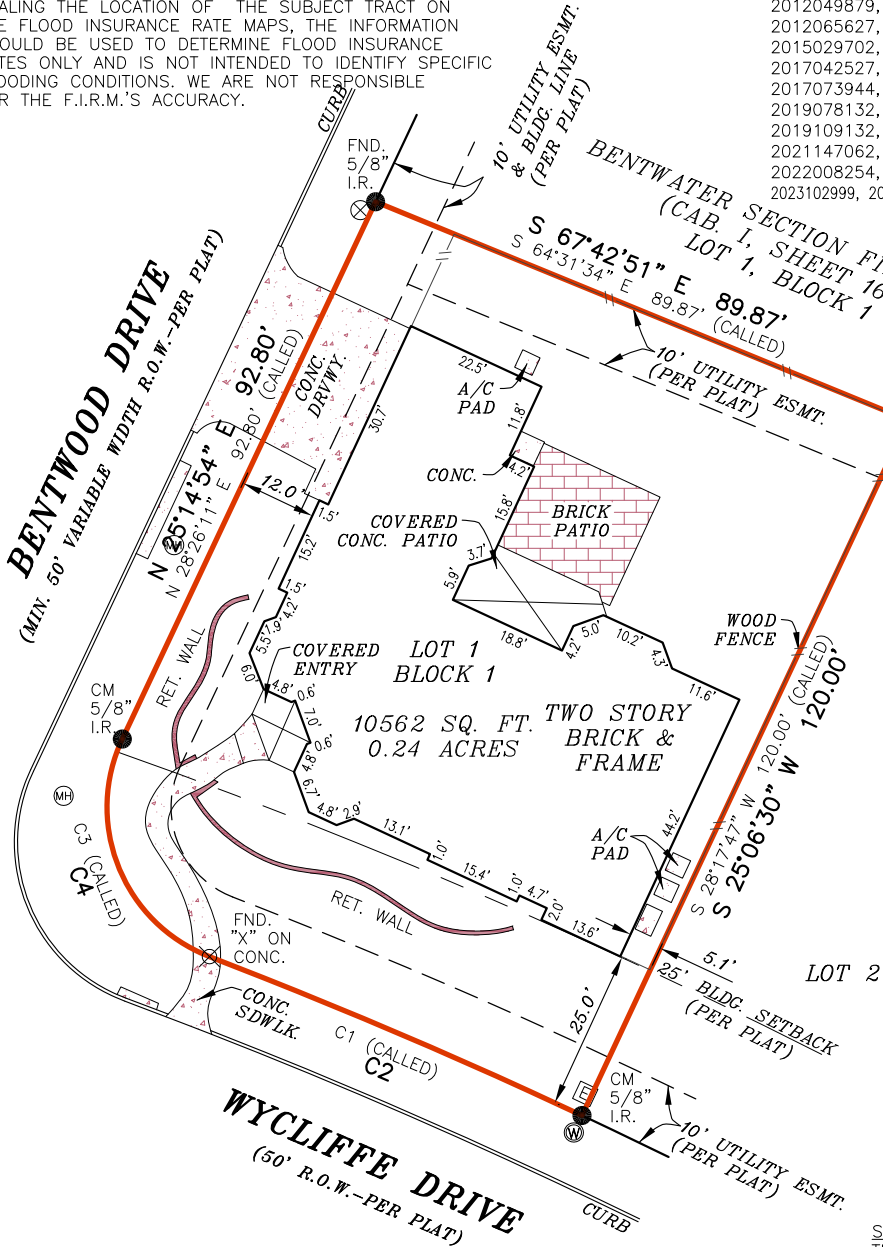 ALING THE LOCATION OF THE SUBJECT TRACT ON
E FLOOD INSURANCE RATE MAPS, THE INFORMATION
OULD BE USED TO DETERMINE FLOOD INSURANCE
TES ONLY AND IS NOT INTENDED TO IDENTIFY SPECIFIC
OODING CONDITIONS. WE ARE NOT RESPONSIBLE
R THE F.I.R.M.'S ACCURACY.
2012049879,
2012065627,
2015029702,
2017042527,
2017073944,
2019078132,
2019109132,
2021147062,
2022008254,
2023102999, 20
CURB
FND.
5/8"
I.R.
10' UTILITY ESMT.
& BLDG. LINE
(PER PLAT)
BENTWATER SECTION FI
(CAB. I, SHEET 16
LOT 1, BLOCK 1
S 67°42'51" E 89.87'
S 64°31'34" E 89.87' (CALLED)
10' UTILITY ESMT.
(PER PLAT)
BENTWOOD DRIVE
(MIN. 50' VARIABLE WIDTH R.O.W.-PER PLAT)
N 25°14'54" E 92.80'
N 28°26'11" E 92.80' (CALLED)
CONC.
DRVWY.
12.0'
22.5'
30.7'
A/C
PAD
11.8'
CONC.
4.2'
15.8'
BRICK
PATIO
COVERED
CONC. PATIO
3.7'
5.9'
18.8'
4.2'
5.0'
10.2'
4.3'
11.6'
1.5'
15.2'
1.5'
4.2'
1.9'
5.5'
6.0'
COVERED
ENTRY
4.8'
0.6'
7.0'
0.6'
4.8'
6.7'
4.8'
2.9'
13.1'
1.0'
15.4'
1.0'
4.7'
2.0'
13.6'
44.2'
LOT 1
BLOCK 1
10562 SQ. FT.
0.24 ACRES
TWO STORY
BRICK &
FRAME
WOOD
FENCE
S 28°17'47" W 120.00' (CALLED)
S 25°06'30" W 120.00'
A/C
PAD
RET. WALL
CM
5/8"
I.R.
MH
W
MH
C3 (CALLED)
C4
RET. WALL
FND.
"X" ON
CONC.
CONC.
SDWLK.
C1 (CALLED)
C2
25.0'
5.1'
25' BLDG. SETBACK
(PER PLAT)
LOT 2
E
CM
5/8"
I.R.
W
10' UTILITY ESMT.
(PER PLAT)
WYCLIFFE DRIVE
(50' R.O.W.-PER PLAT)
CURB